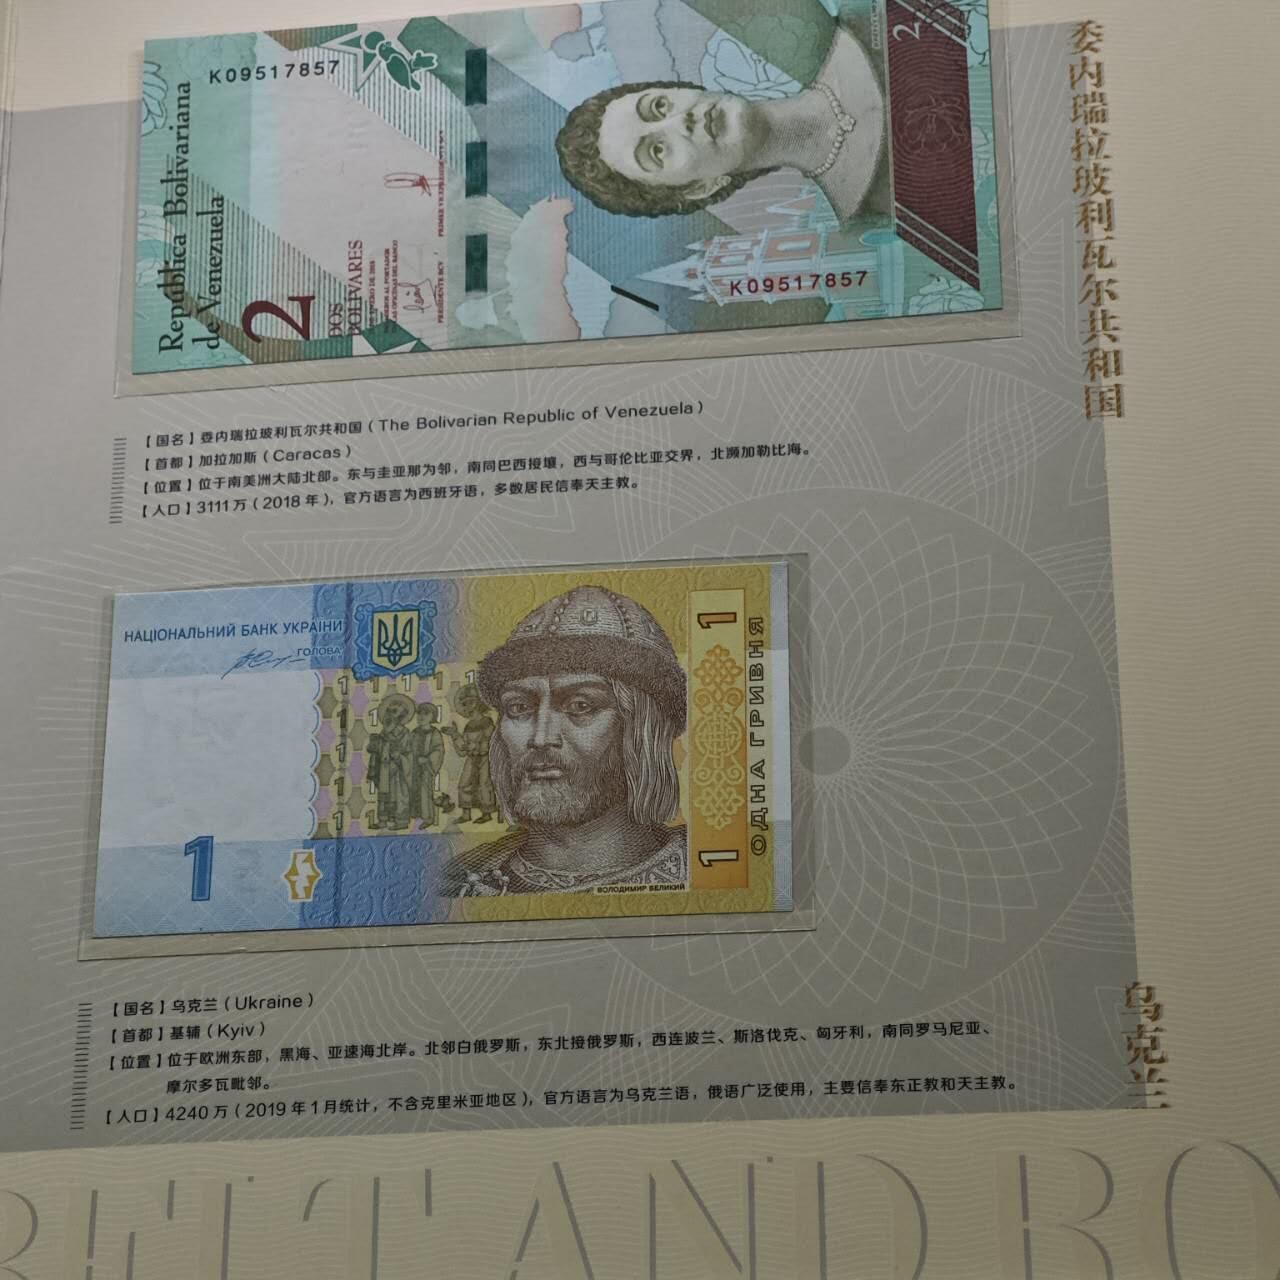 K09517857
República Bolivariana
de Venezuela
2
DOS
BOLÍVARES
PRESIDENTE BCV
2
K09517857
委内瑞拉玻利瓦尔共和国
【国名】委内瑞拉玻利瓦尔共和国(The Bolivarian Republic of Venezuela)
【首都】加拉加斯(Caracas)
【位置】位于南美洲大陆北部。东与圭亚那为邻，南同巴西接壤，西与哥伦比亚交界，北濒加勒比海。
【人口】3111万(2018年)，官方语言为西班牙语，多数居民信奉天主教。
НАЦІОНАЛЬНИЙ БАНК УКРАЇНИ
ГОЛОВА
1
1
1
ОДНА ГРИВНЯ
ВОЛОДИМИР ВЕЛИКИЙ
乌克兰
【国名】乌克兰(Ukraine)
【首都】基辅(Kyiv)
【位置】位于欧洲东部，黑海、亚速海北岸。北邻白俄罗斯，东北接俄罗斯，西连波兰、斯洛伐克、匈牙利，南同罗马尼亚、
摩尔多瓦毗邻。
【人口】4240万(2019年1月统计，不含克里米亚地区)，官方语言为乌克兰语，俄语广泛使用，主要信奉东正教和天主教。
BELT AND RO